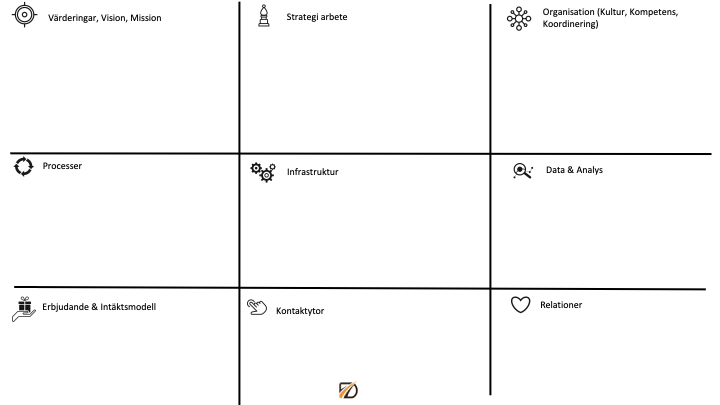 Värderingar, Vision, Mission
Strategi arbete
Organisation (Kultur, Kompetens,
Koordinering)
Processer
Infrastruktur
Data & Analys
Erbjudande & Intäktsmodell
Kontaktytor
Relationer